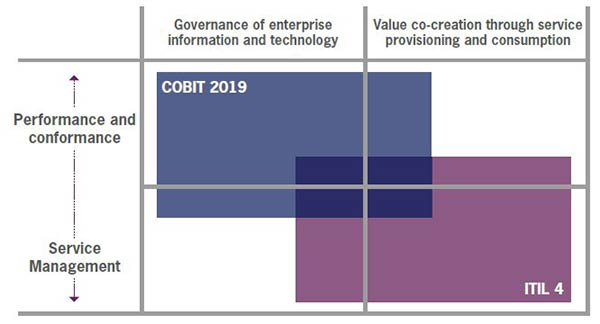 Governance of enterprise
information and technology
Value co-creation through service
provisioning and consumption
Performance and
conformance
COBIT 2019
Service
Management
ITIL 4